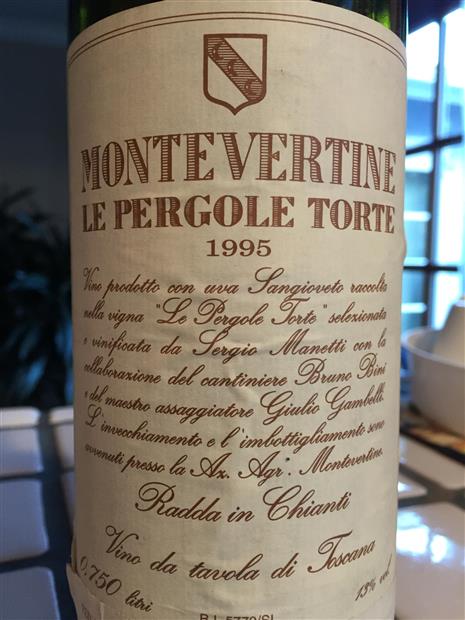 MONTEVERTINE
LE PERGOLE TORTE
1995
Vino prodotto con uva Sangioveto raccolta
nella vigna "Le Pergole Torte" selezionata
e vinificata da Sergio Manetti con la
collaborazione del cantiniere Bruno Bini
e del maestro assaggiatore Giulio Gambelli.
L'invecchiamento e l'imbottigliamento sono
avvenuti presso la Az. Agr. Montevertine.
Radda in Chianti
Vino da tavola di Toscana
0.750 litri
13% vol.